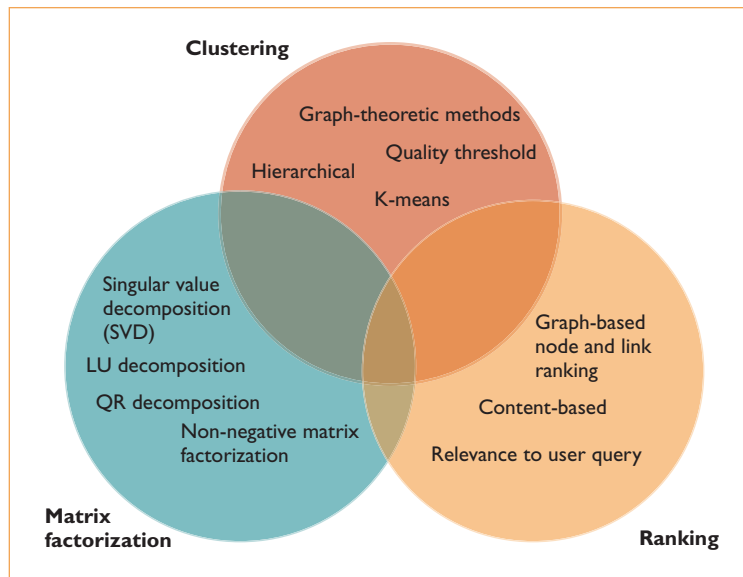 Clustering
Graph-theoretic methods
Quality threshold
Hierarchical
K-means
Singular value
decomposition
(SVD)
LU decomposition
QR decomposition
Non-negative matrix
factorization
Graph-based
node and link
ranking
Content-based
Relevance to user query
Matrix
factorization
Ranking